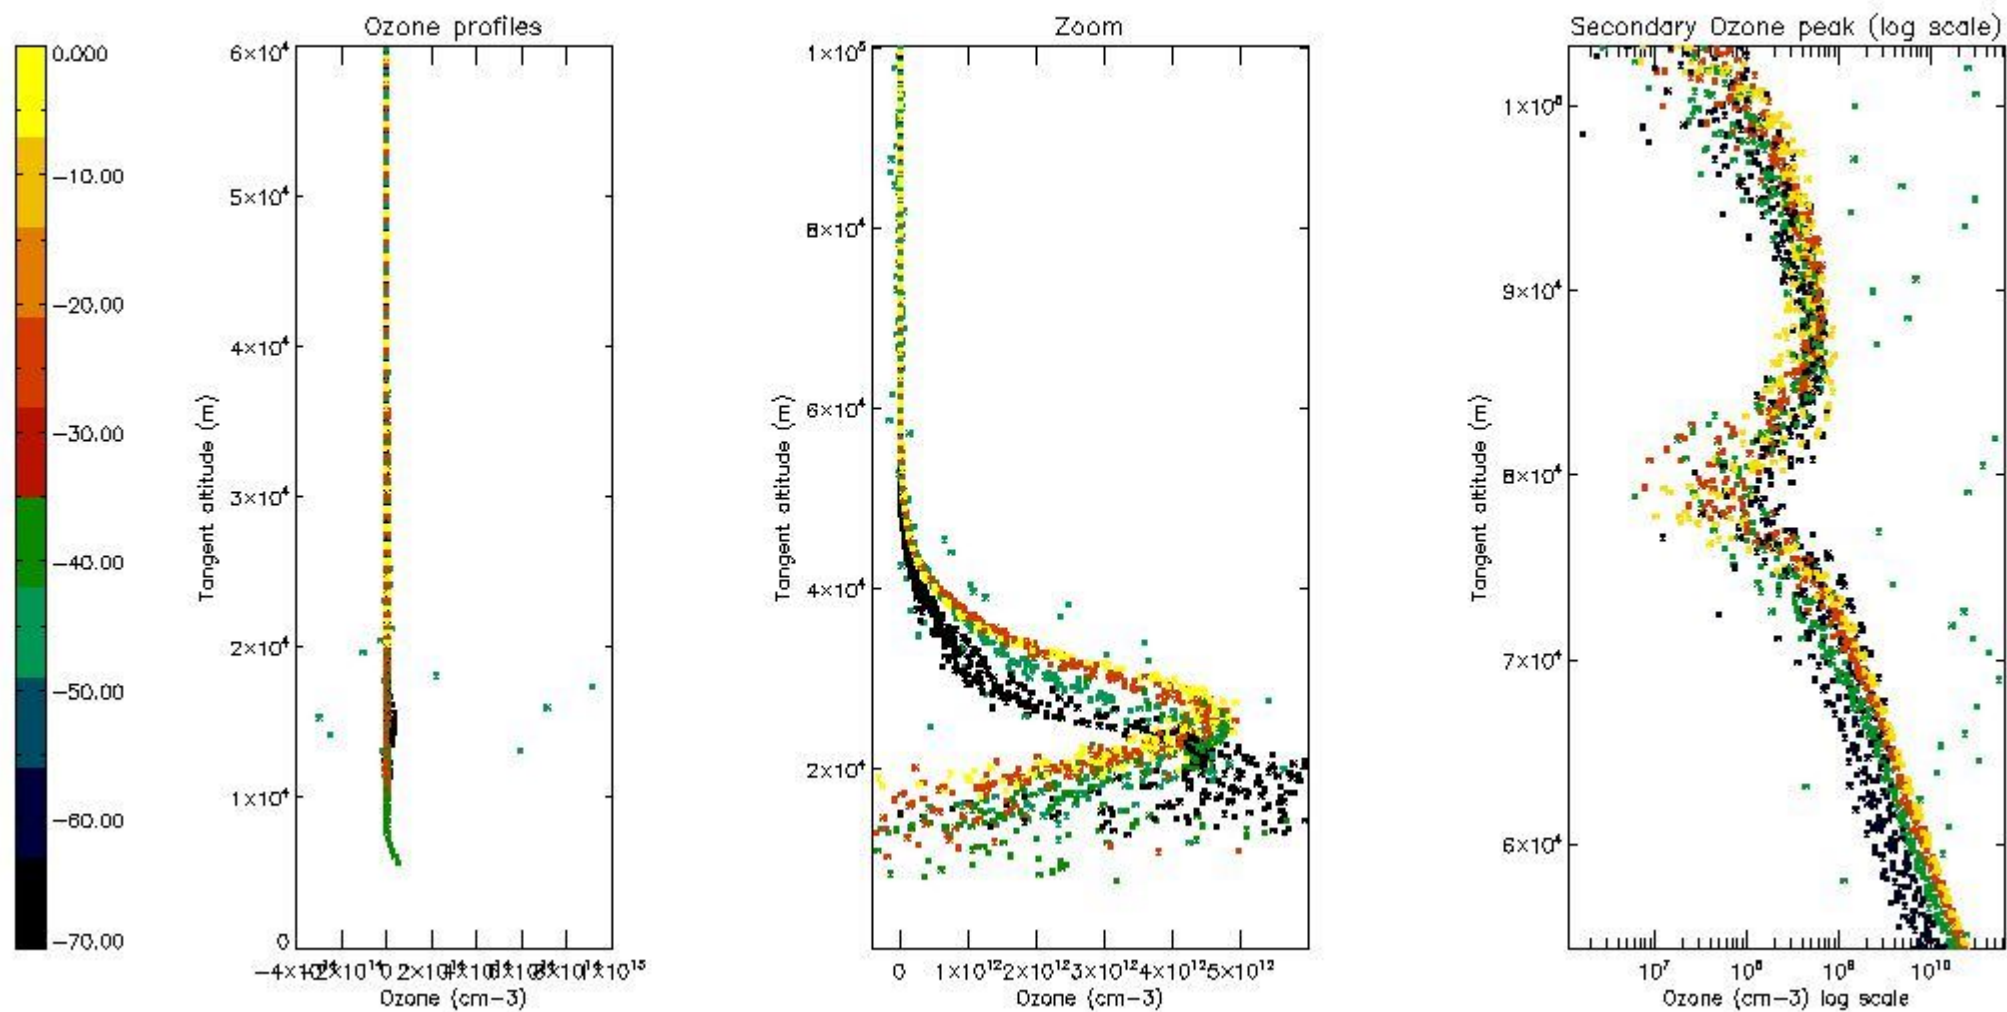 Ozone profiles
Zoom
Secondary Ozone peak (log scale)
0.000
−10.00
−20.00
−30.00
−40.00
−50.00
−60.00
−70.00
6×10⁴
5×10⁴
4×10⁴
3×10⁴
2×10⁴
1×10⁴
0
Tangent altitude (m)
Ozone (cm−3)
1×10⁵
8×10⁴
6×10⁴
4×10⁴
2×10⁴
Tangent altitude (m)
0 1×10¹² 2×10¹² 3×10¹² 4×10¹² 5×10¹²
Ozone (cm−3)
9×10⁴
8×10⁴
7×10⁴
6×10⁴
Tangent altitude (m)
10⁷ 10⁸ 10⁹ 10¹⁰
Ozone (cm−3) log scale